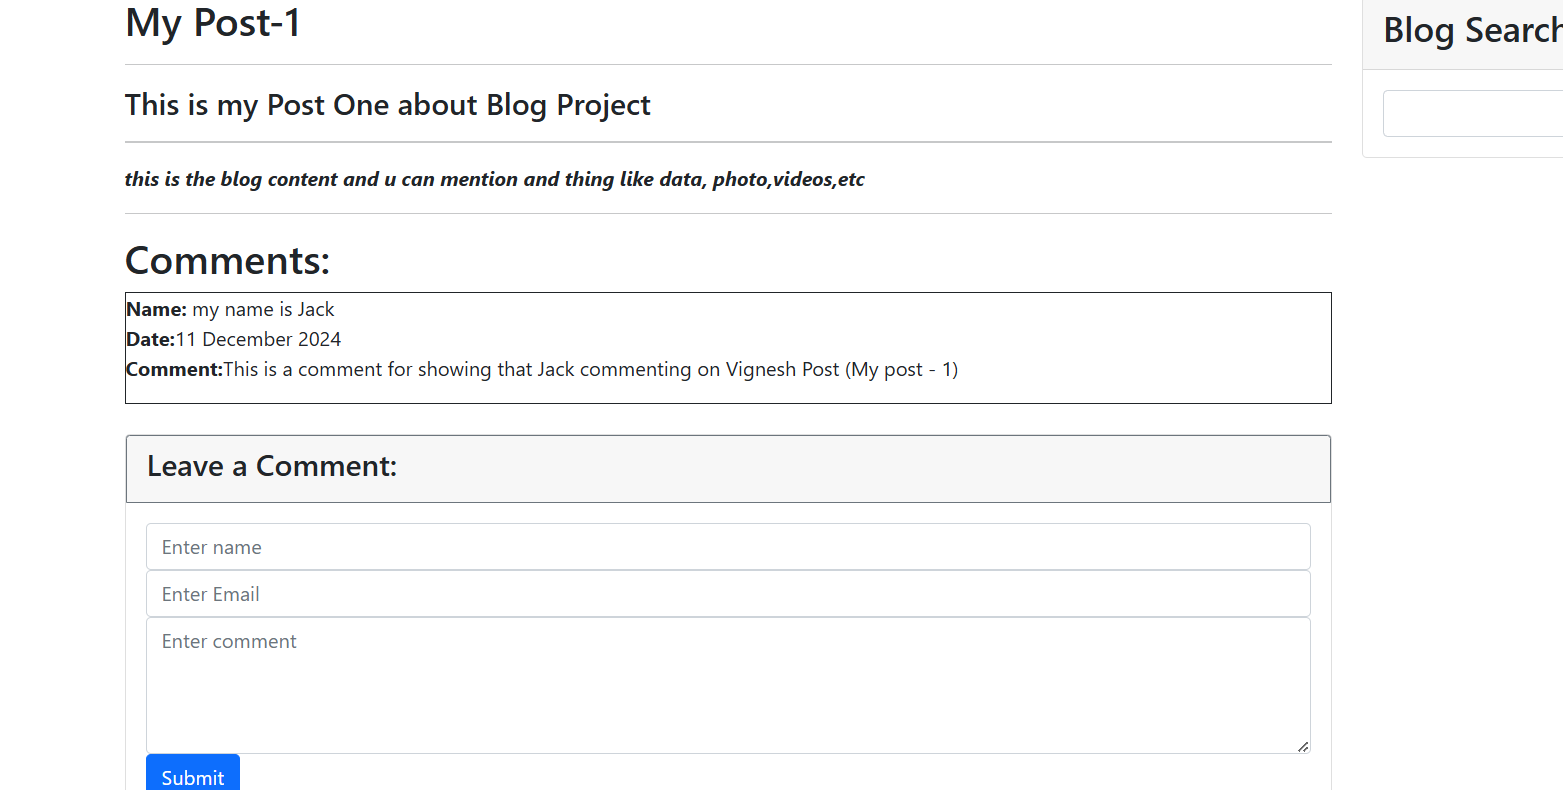 My Post-1
This is my Post One about Blog Project
this is the blog content and u can mention and thing like data, photo,videos,etc
Comments:
Name: my name is Jack
Date:11 December 2024
Comment:This is a comment for showing that Jack commenting on Vignesh Post (My post - 1)
Leave a Comment:
Enter name
Enter Email
Enter comment
Submit
Blog Search